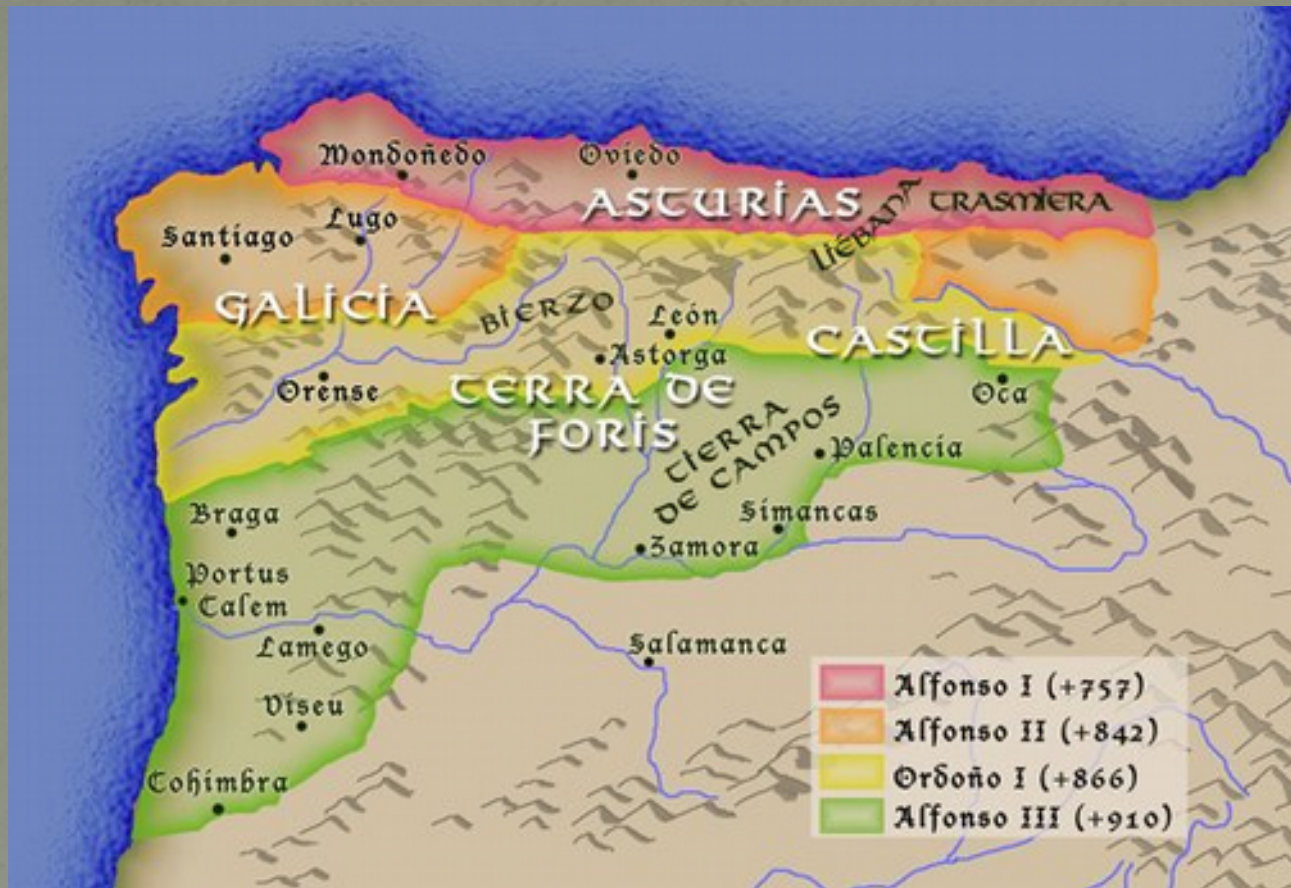 Mondoñedo
Oviedo
ASTURIAS
LIÉBANA
TRASMIERA
Lugo
Santiago
GALICIA
BIERZO
León
Astorga
CASTILLA
Orense
TERRA DE
FORIS
Oca
TIERRA
DE CAMPOS
Palencia
Braga
Simancas
Zamora
Portus
Calem
Lamego
Salamanca
Viseu
Cohimbra
Alfonso I (+757)
Alfonso II (+842)
Ordoño I (+866)
Alfonso III (+910)